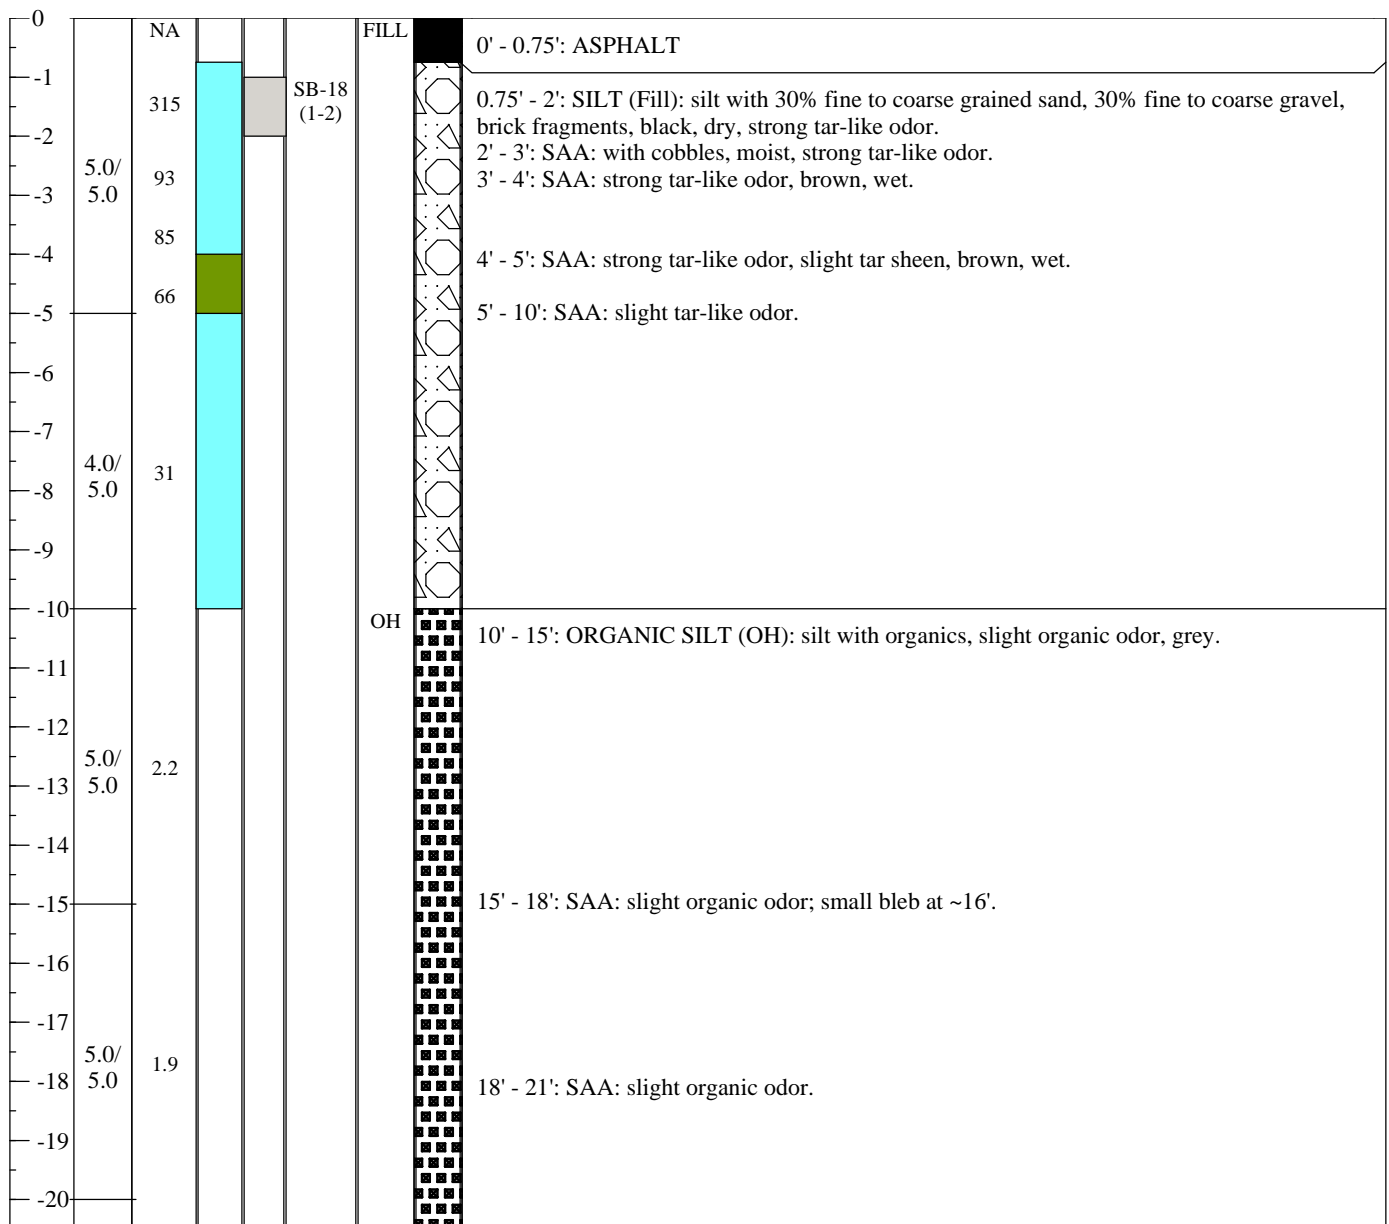 0
NA
FILL
0' - 0.75': ASPHALT
-1
315
SB-18
(1-2)
0.75' - 2': SILT (Fill): silt with 30% fine to coarse grained sand, 30% fine to coarse gravel,
brick fragments, black, dry, strong tar-like odor.
-2
2' - 3': SAA: with cobbles, moist, strong tar-like odor.
5.0/
5.0
93
3' - 4': SAA: strong tar-like odor, brown, wet.
-3
85
-4
4' - 5': SAA: strong tar-like odor, slight tar sheen, brown, wet.
66
-5
5' - 10': SAA: slight tar-like odor.
-6
-7
4.0/
5.0
31
-8
-9
-10
OH
10' - 15': ORGANIC SILT (OH): silt with organics, slight organic odor, grey.
-11
-12
5.0/
5.0
2.2
-13
-14
-15
15' - 18': SAA: slight organic odor; small bleb at ~16'.
-16
-17
5.0/
5.0
1.9
-18
18' - 21': SAA: slight organic odor.
-19
-20